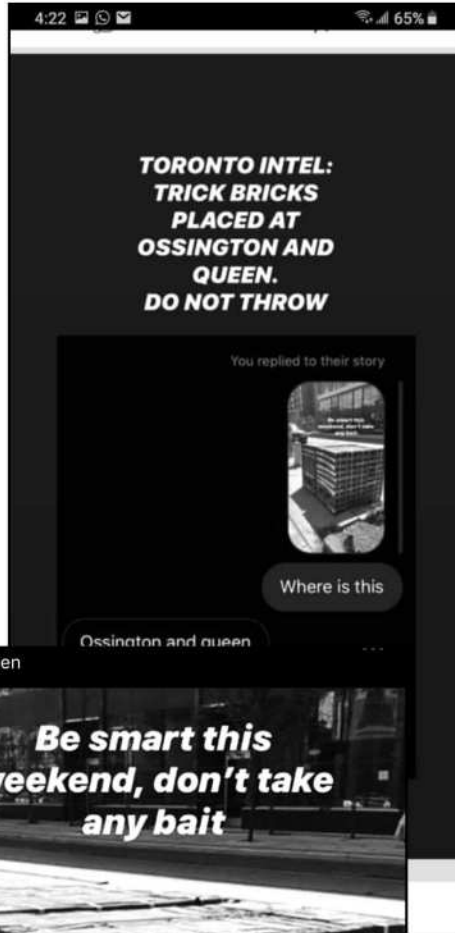 4:22
65%
TORONTO INTEL:
TRICK BRICKS
PLACED AT
OSSINGTON AND
QUEEN.
DO NOT THROW
You replied to their story
Be smart this
weekend, don't take
any bait
Where is this
Ossington and queen
en
Be smart this
eekend, don't take
any bait